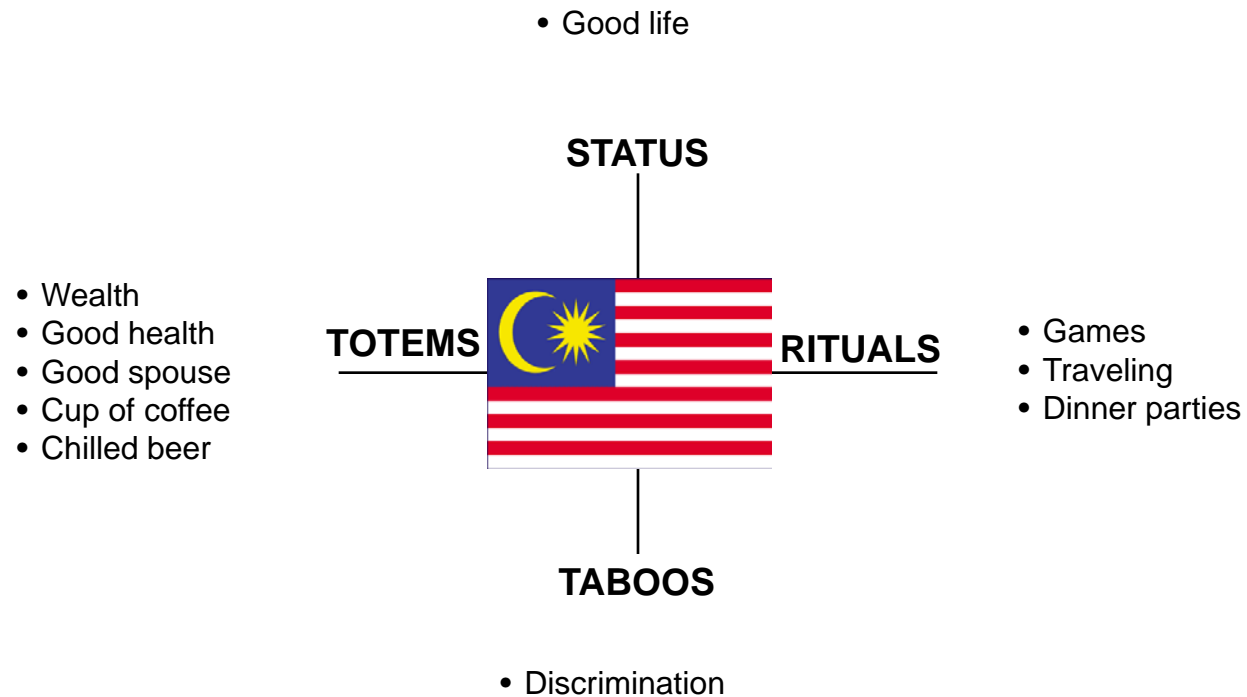 • Good life
STATUS
• Wealth
• Good health
• Good spouse
• Cup of coffee
• Chilled beer
TOTEMS
RITUALS
• Games
• Traveling
• Dinner parties
TABOOS
• Discrimination